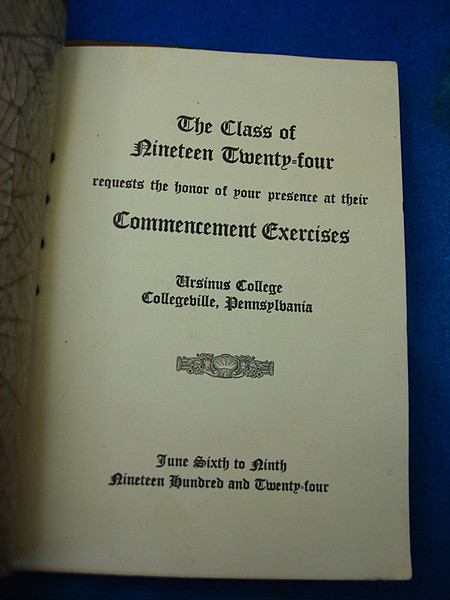 The Class of
Nineteen Twenty-four
requests the honor of your presence at their
Commencement Exercises
Ursinus College
Collegeville, Pennsylvania
June Sixth to Ninth
Nineteen Hundred and Twenty-four